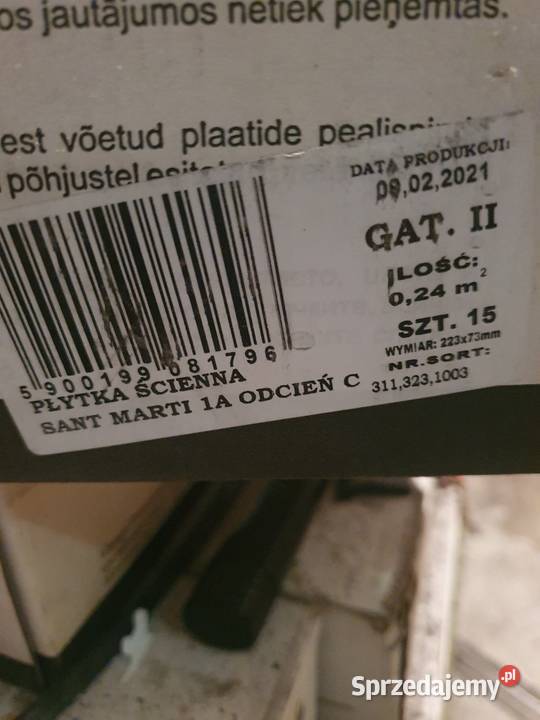 os jautājumos netiek pieņemtas.
est võetud plaatide
põhjustel
DATA PRODUKCJI:
09,02,2021
GAT. II
ILOŚĆ:
0,24 m²
SZT. 15
WYMIAR: 223x73mm
NR.SORT:
311,323,1003
5 900199 081796
PŁYTKA ŚCIENNA
SANT MARTI 1A ODCIEŃ C
Sprzedajemy.pl